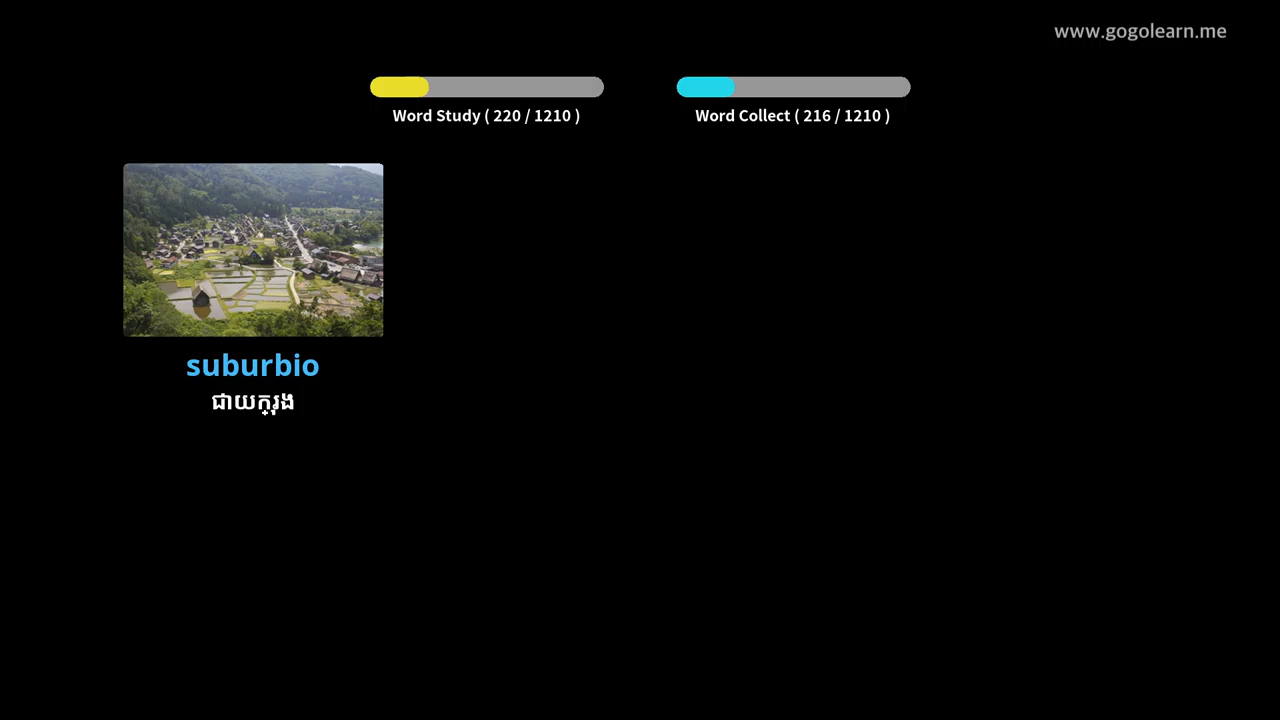 www.gogolearn.me
Word Study ( 220 / 1210 )
Word Collect ( 216 / 1210 )
suburbio
ជាយក្រុង